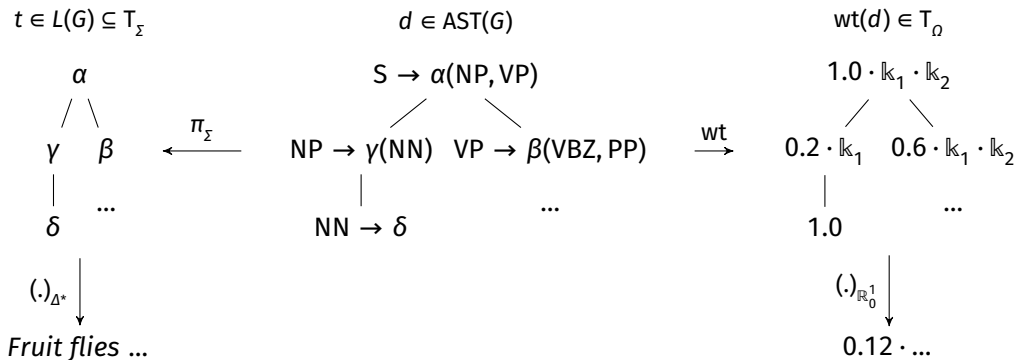 t ∈ L(G) ⊆ T_Σ d ∈ AST(G) wt(d) ∈ T_Ω
α S → α(NP, VP) 1.0 · 𝕜₁ · 𝕜₂
π_Σ wt
γ β NP → γ(NN) VP → β(VBZ, PP) 0.2 · 𝕜₁ 0.6 · 𝕜₁ · 𝕜₂
... ... ...
δ NN → δ 1.0
(.)_Δ* (.)_ℝ₀¹
Fruit flies ... 0.12 · ...